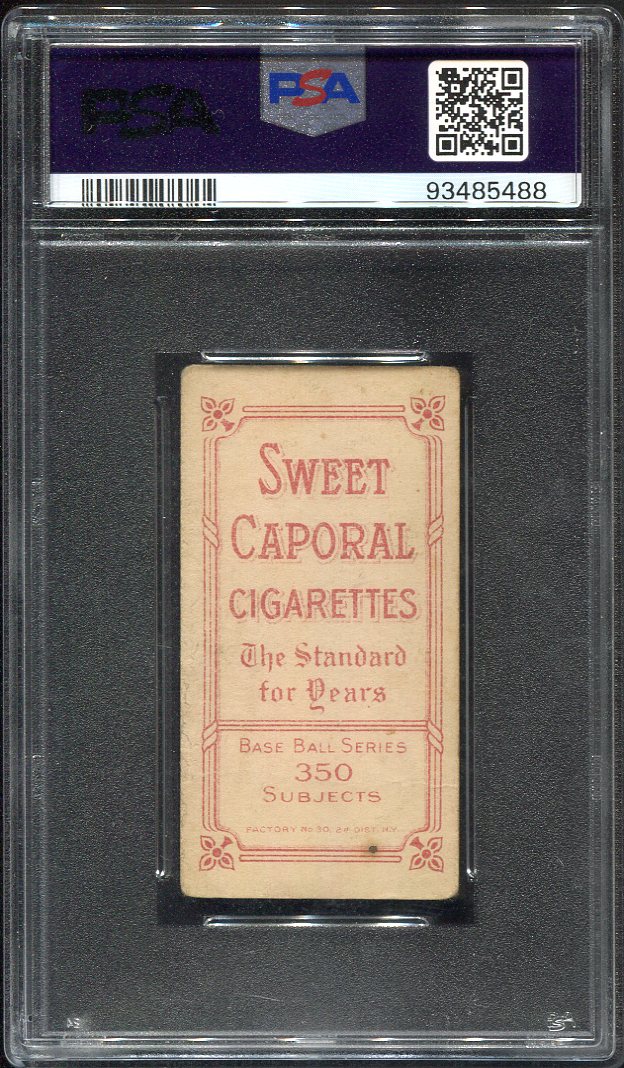 PSA
PSA
93485488
SWEET
CAPORAL
CIGARETTES
The Standard
for Years
BASE BALL SERIES
350
SUBJECTS
FACTORY No 30, 2d DIST. N.Y.